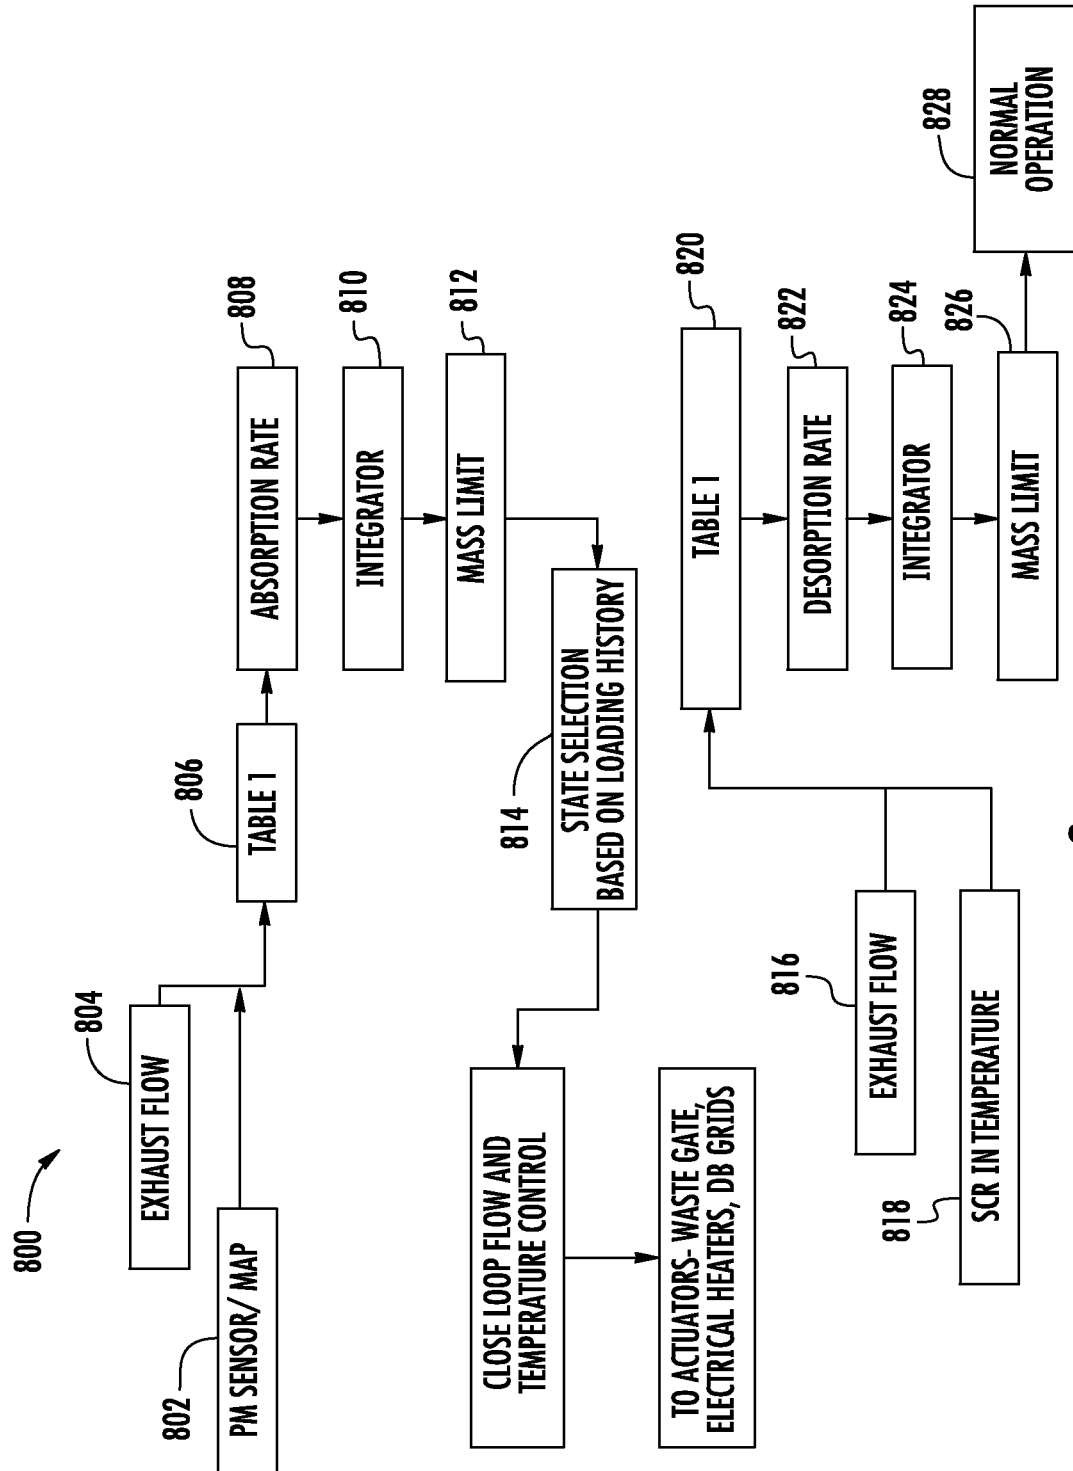 800
804
EXHAUST FLOW
802
PM SENSOR/ MAP
806
TABLE 1
808
ABSORPTION RATE
810
INTEGRATOR
812
MASS LIMIT
814
STATE SELECTION
BASED ON LOADING HISTORY
CLOSE LOOP FLOW AND
TEMPERATURE CONTROL
TO ACTUATORS- WASTE GATE,
ELECTRICAL HEATERS, DB GRIDS
816
EXHAUST FLOW
818
SCR IN TEMPERATURE
820
TABLE 1
822
DESORPTION RATE
824
INTEGRATOR
826
MASS LIMIT
828
NORMAL
OPERATION